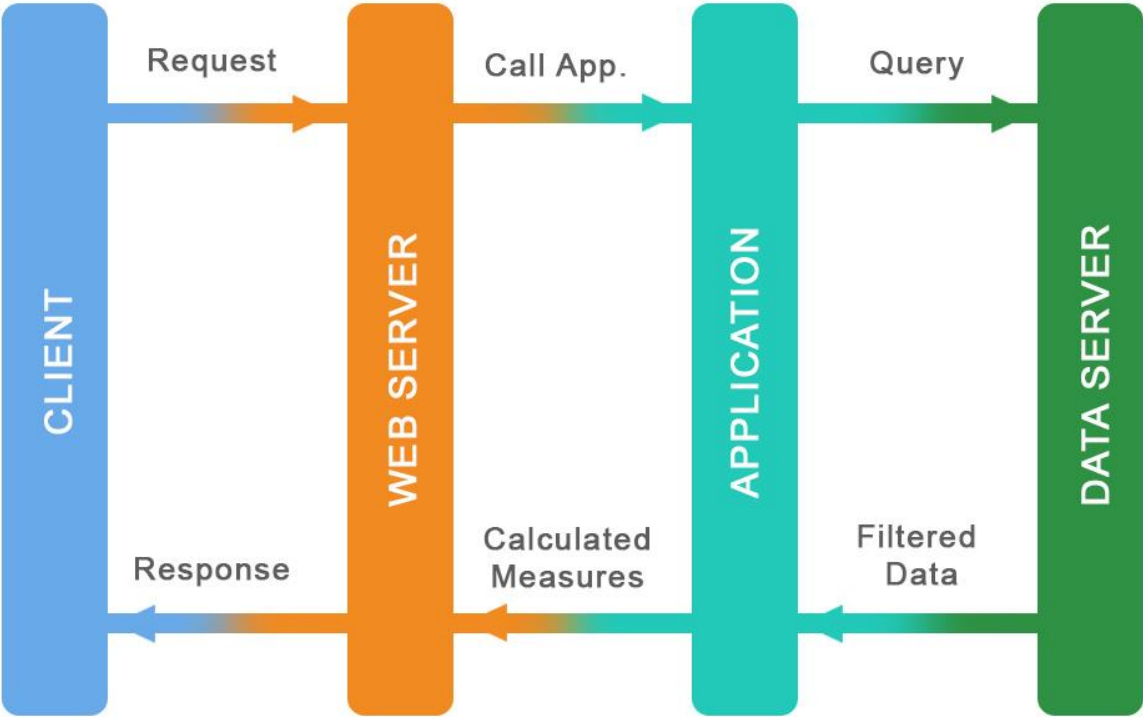 Request
Call App.
Query
CLIENT
WEB SERVER
APPLICATION
DATA SERVER
Response
Calculated
Measures
Filtered
Data